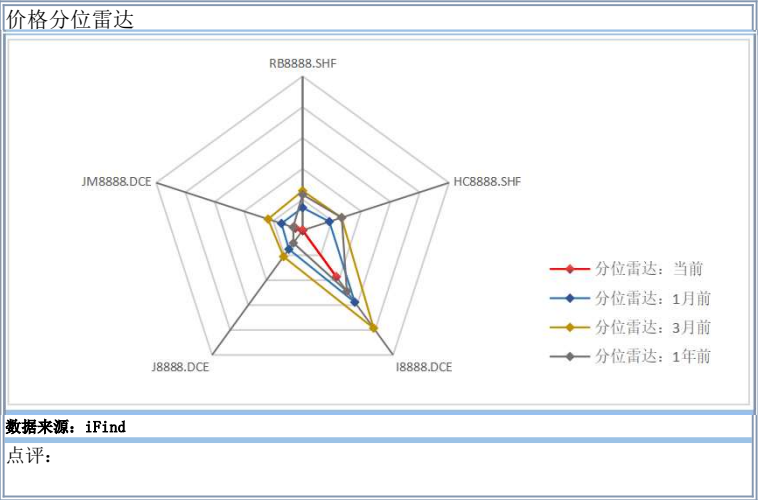 价格分位雷达
RB8888.SHF
JM8888.DCE
HC8888.SHF
J8888.DCE
I8888.DCE
分位雷达：当前
分位雷达：1月前
分位雷达：3月前
分位雷达：1年前
数据来源：iFind
点评：